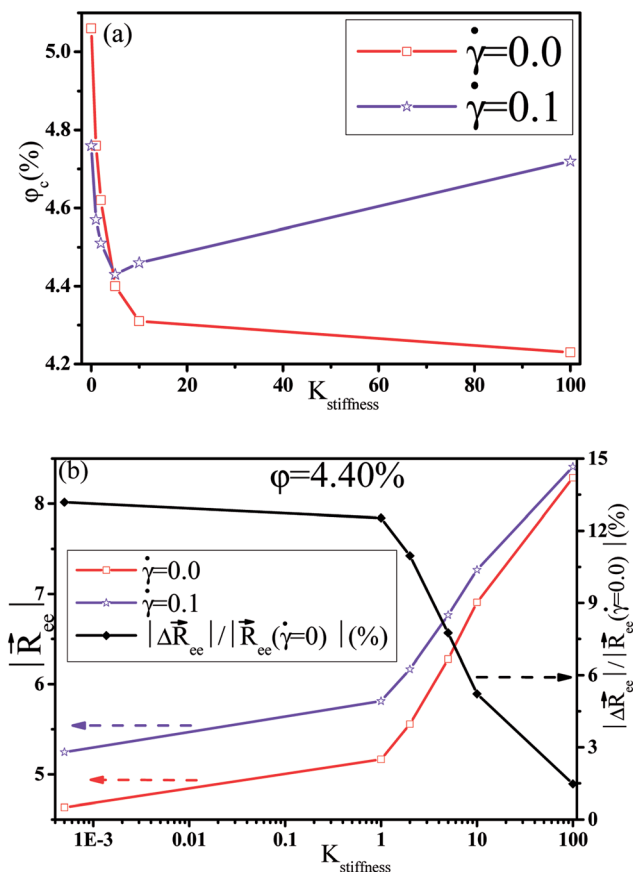 (a)
γ̇=0.0
γ̇=0.1
φc(%)
5.0
4.8
4.6
4.4
4.2
0 20 40 60 80 100
Kstiffness
(b)
φ=4.40%
γ̇=0.0
γ̇=0.1
|ΔR⃗ee|/|R⃗ee(γ̇=0) |(%)
|R⃗ee|
8
7
6
5
15
12
9
6
3
0
|ΔR⃗ee|/|R⃗ee(γ̇=0.0) |(%)
1E-3 0.01 0.1 1 10 100
Kstiffness